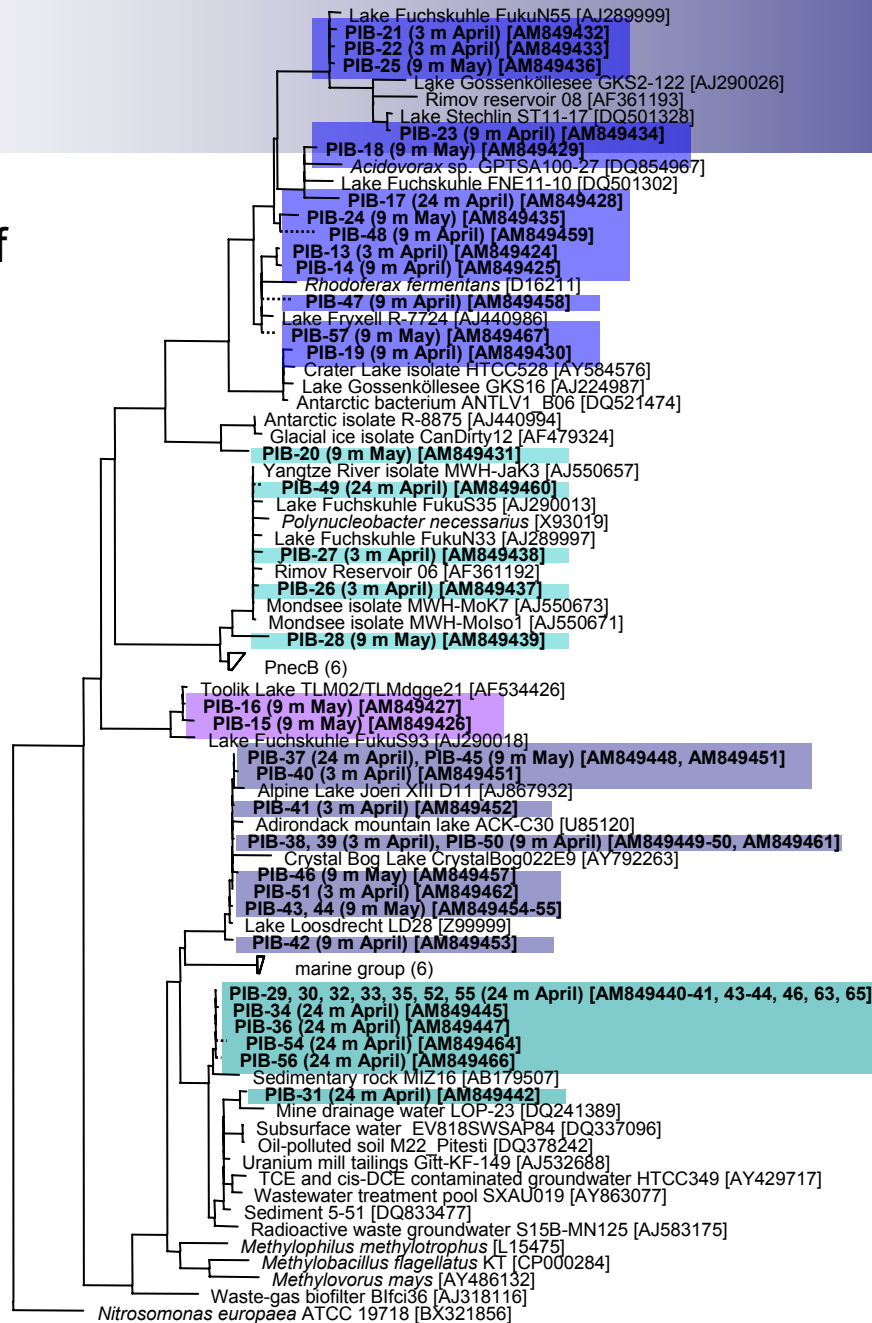 Lake Fuchskuhle FukuN55 [AJ289999]
PIB-21 (3 m April) [AM849432]
PIB-22 (3 m April) [AM849433]
PIB-25 (9 m May) [AM849436]
Lake Gossenköllesee GKS2-122 [AJ290026]
Rimov reservoir 08 [AF361193]
Lake Stechlin ST11-17 [DQ501328]
PIB-23 (9 m April) [AM849434]
PIB-18 (9 m May) [AM849429]
Acidovorax sp. GPTSA100-27 [DQ854967]
Lake Fuchskuhle FNE11-10 [DQ501302]
PIB-17 (24 m April) [AM849428]
PIB-24 (9 m May) [AM849435]
f
PIB-48 (9 m April) [AM849459]
PIB-13 (3 m April) [AM849424]
PIB-14 (9 m April) [AM849425]
Rhodoferax fermentans [D16211]
PIB-47 (9 m April) [AM849458]
Lake Fryxell R-7724 [AJ440986]
PIB-57 (9 m May) [AM849467]
PIB-19 (9 m April) [AM849430]
Crater Lake isolate HTCC528 [AY584576]
Lake Gossenköllesee GKS16 [AJ224987]
Antarctic bacterium ANTLV1_B06 [DQ521474]
Antarctic isolate R-8875 [AJ440994]
Glacial ice isolate CanDirty12 [AF479324]
PIB-20 (9 m May) [AM849431]
Yangtze River isolate MWH-JaK3 [AJ550657]
PIB-49 (24 m April) [AM849460]
Lake Fuchskuhle FukuS35 [AJ290013]
Polynucleobacter necessarius [X93019]
Lake Fuchskuhle FukuN33 [AJ289997]
PIB-27 (3 m April) [AM849438]
Rimov Reservoir 06 [AF361192]
PIB-26 (3 m April) [AM849437]
Mondsee isolate MWH-MoK7 [AJ550673]
Mondsee isolate MWH-MoIso1 [AJ550671]
PIB-28 (9 m May) [AM849439]
PnecB (6)
Toolik Lake TLM02/TLMdgge21 [AF534426]
PIB-16 (9 m May) [AM849427]
PIB-15 (9 m May) [AM849426]
Lake Fuchskuhle FukuS93 [AJ290018]
PIB-37 (24 m April), PIB-45 (9 m May) [AM849448, AM849451]
PIB-40 (3 m April) [AM849451]
Alpine Lake Joeri XIII D11 [AJ867932]
PIB-41 (3 m April) [AM849452]
Adirondack mountain lake ACK-C30 [U85120]
PIB-38, 39 (3 m April), PIB-50 (9 m April) [AM849449-50, AM849461]
Crystal Bog Lake CrystalBog022E9 [AY792263]
PIB-46 (9 m May) [AM849457]
PIB-51 (3 m April) [AM849462]
PIB-43, 44 (9 m May) [AM849454-55]
Lake Loosdrecht LD28 [Z99999]
PIB-42 (9 m April) [AM849453]
marine group (6)
PIB-29, 30, 32, 33, 35, 52, 55 (24 m April) [AM849440-41, 43-44, 46, 63, 65]
PIB-34 (24 m April) [AM849445]
PIB-36 (24 m April) [AM849447]
PIB-54 (24 m April) [AM849464]
PIB-56 (24 m April) [AM849466]
Sedimentary rock MIZ16 [AB179507]
PIB-31 (24 m April) [AM849442]
Mine drainage water LOP-23 [DQ241389]
Subsurface water EV818SWSAP84 [DQ337096]
Oil-polluted soil M22_Pitesti [DQ378242]
Uranium mill tailings Gitt-KF-149 [AJ532688]
TCE and cis-DCE contaminated groundwater HTCC349 [AY429717]
Wastewater treatment pool SXAU019 [AY863077]
Sediment 5-51 [DQ833477]
Radioactive waste groundwater S15B-MN125 [AJ583175]
Methylophilus methylotrophus [L15475]
Methylobacillus flagellatus KT [CP000284]
Methylovorus mays [AY486132]
Waste-gas biofilter BIfci36 [AJ318116]
Nitrosomonas europaea ATCC 19718 [BX321856]